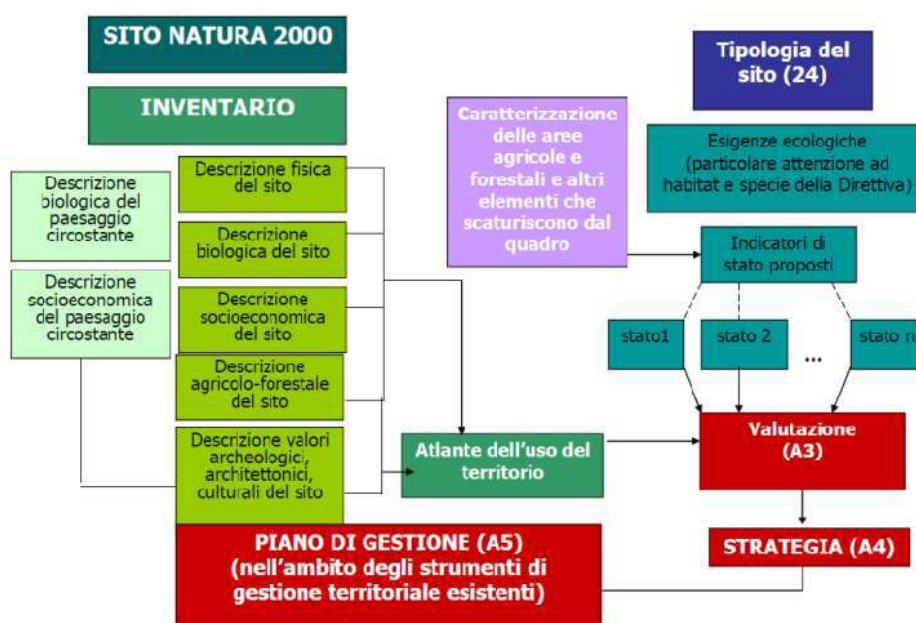 SITO NATURA 2000
INVENTARIO
Descrizione
biologica del
paesaggio
circostante
Descrizione
socioeconomica
del paesaggio
circostante
Descrizione fisica
del sito
Descrizione
biologica del sito
Descrizione
socioeconomica
del sito
Descrizione
agricolo-forestale
del sito
Descrizione valori
archeologici,
architettonici,
culturali del sito
Caratterizzazione
delle aree
agricole e
forestali e altri
elementi che
scaturiscono dal
quadro
Tipologia del
sito (24)
Esigenze ecologiche
(particolare attenzione ad
habitat e specie della Direttiva)
Indicatori di
stato proposti
stato1
stato 2
...
stato n
Atlante dell'uso del
territorio
Valutazione
(A3)
STRATEGIA (A4)
PIANO DI GESTIONE (A5)
(nell'ambito degli strumenti di
gestione territoriale esistenti)